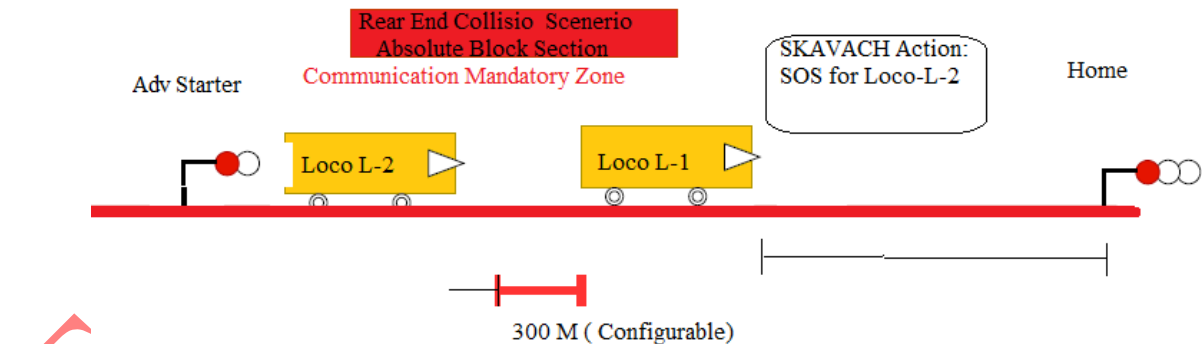 Rear End Collisio Scenerio
Absolute Block Section
Communication Mandatory Zone
SKAVACH Action:
SOS for Loco-L-2
Adv Starter
Home
Loco L-2
Loco L-1
300 M ( Configurable)